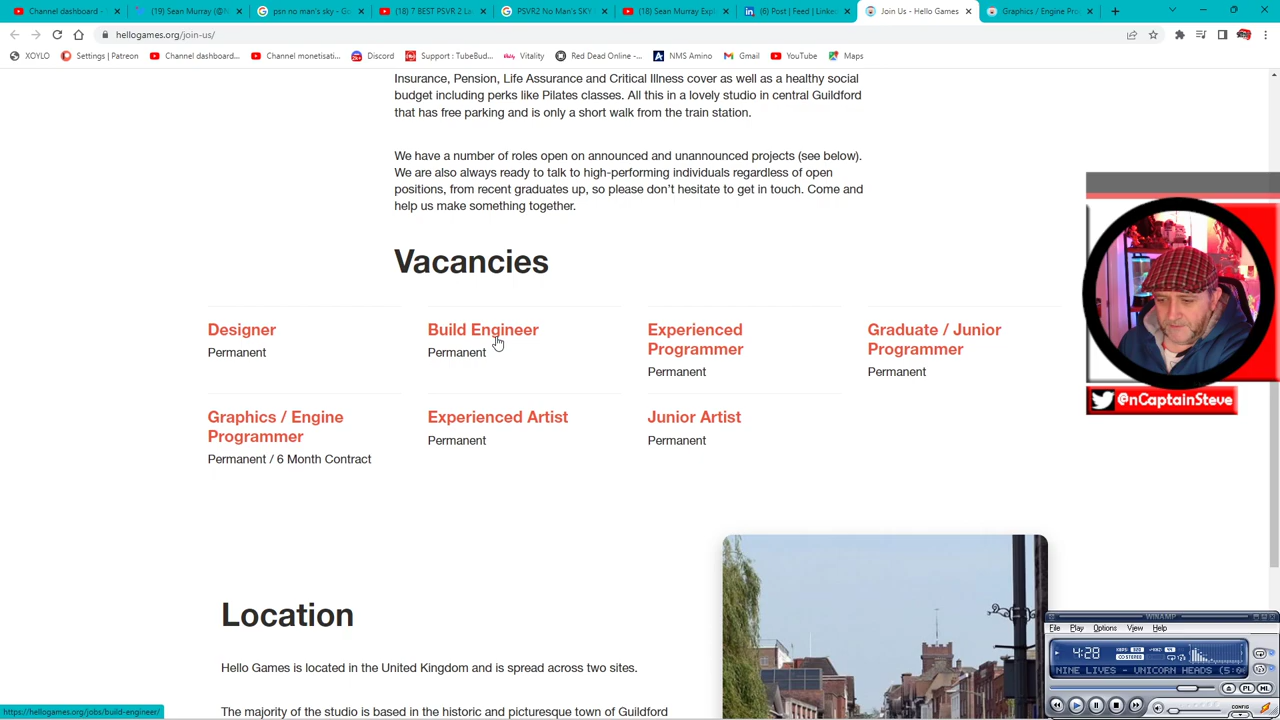 Channel dashboard -
(19) Sean Murray (@N
psn no man's sky - Go
(18) 7 BEST PSVR 2 La
PSVR2 No Man's SKY
(18) Sean Murray Expl
(6) Post | Feed | Linke
Join Us - Hello Games
Graphics / Engine Pro
hellogames.org/join-us/
XOYLO
Settings | Patreon
Channel dashboard...
Channel monetisati...
Discord
Support : TubeBud...
Vitality
Red Dead Online -...
NMS Amino
Gmail
YouTube
Maps
Insurance, Pension, Life Assurance and Critical Illness cover as well as a healthy social
budget including perks like Pilates classes. All this in a lovely studio in central Guildford
that has free parking and is only a short walk from the train station.
We have a number of roles open on announced and unannounced projects (see below).
We are also always ready to talk to high-performing individuals regardless of open
positions, from recent graduates up, so please don't hesitate to get in touch. Come and
help us make something together.
Vacancies
Designer
Permanent
Build Engineer
Permanent
Experienced
Programmer
Permanent
Graduate / Junior
Programmer
Permanent
Graphics / Engine
Programmer
Permanent / 6 Month Contract
Experienced Artist
Permanent
Junior Artist
Permanent
@nCaptainSteve
Location
Hello Games is located in the United Kingdom and is spread across two sites.
The majority of the studio is based in the historic and picturesque town of Guildford
WINAMP
File Play Options View Help
4:28
STEREO
NINE LIVES - UNICORN HEADS (5:0
PL
ML
CONFIG
https://hellogames.org/jobs/build-engineer/